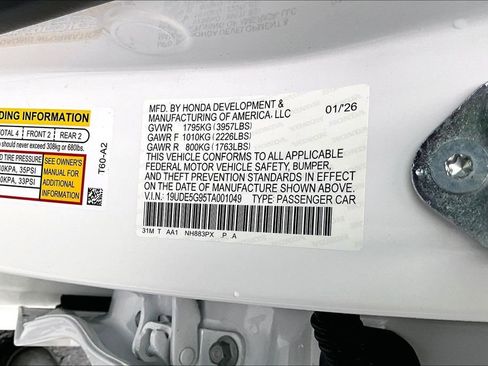 DING INFORMATION
TOTAL 4 FRONT 2 REAR 2
should never exceed 308kg or 680lbs.
D TIRE PRESSURE
KPA, 35PSI
0KPA, 33PSI
SEE OWNER'S
MANUAL FOR
ADDITIONAL
INFORMATION
T60-A2
MFD. BY HONDA DEVELOPMENT &
MANUFACTURING OF AMERICA, LLC 01/26
GVWR 1795KG(3957LBS)
GAWR F 1010KG(2226LBS)
GAWR R 800KG(1763LBS)
THIS VEHICLE CONFORMS TO ALL APPLICABLE
FEDERAL MOTOR VEHICLE SAFETY, BUMPER,
AND THEFT PREVENTION STANDARDS IN EFFECT
ON THE DATE OF MANUFACTURE SHOWN ABOVE.
V.I.N.: 19UDE5G95TA001049 TYPE: PASSENGER CAR
31M T AA1 NH883PX P A